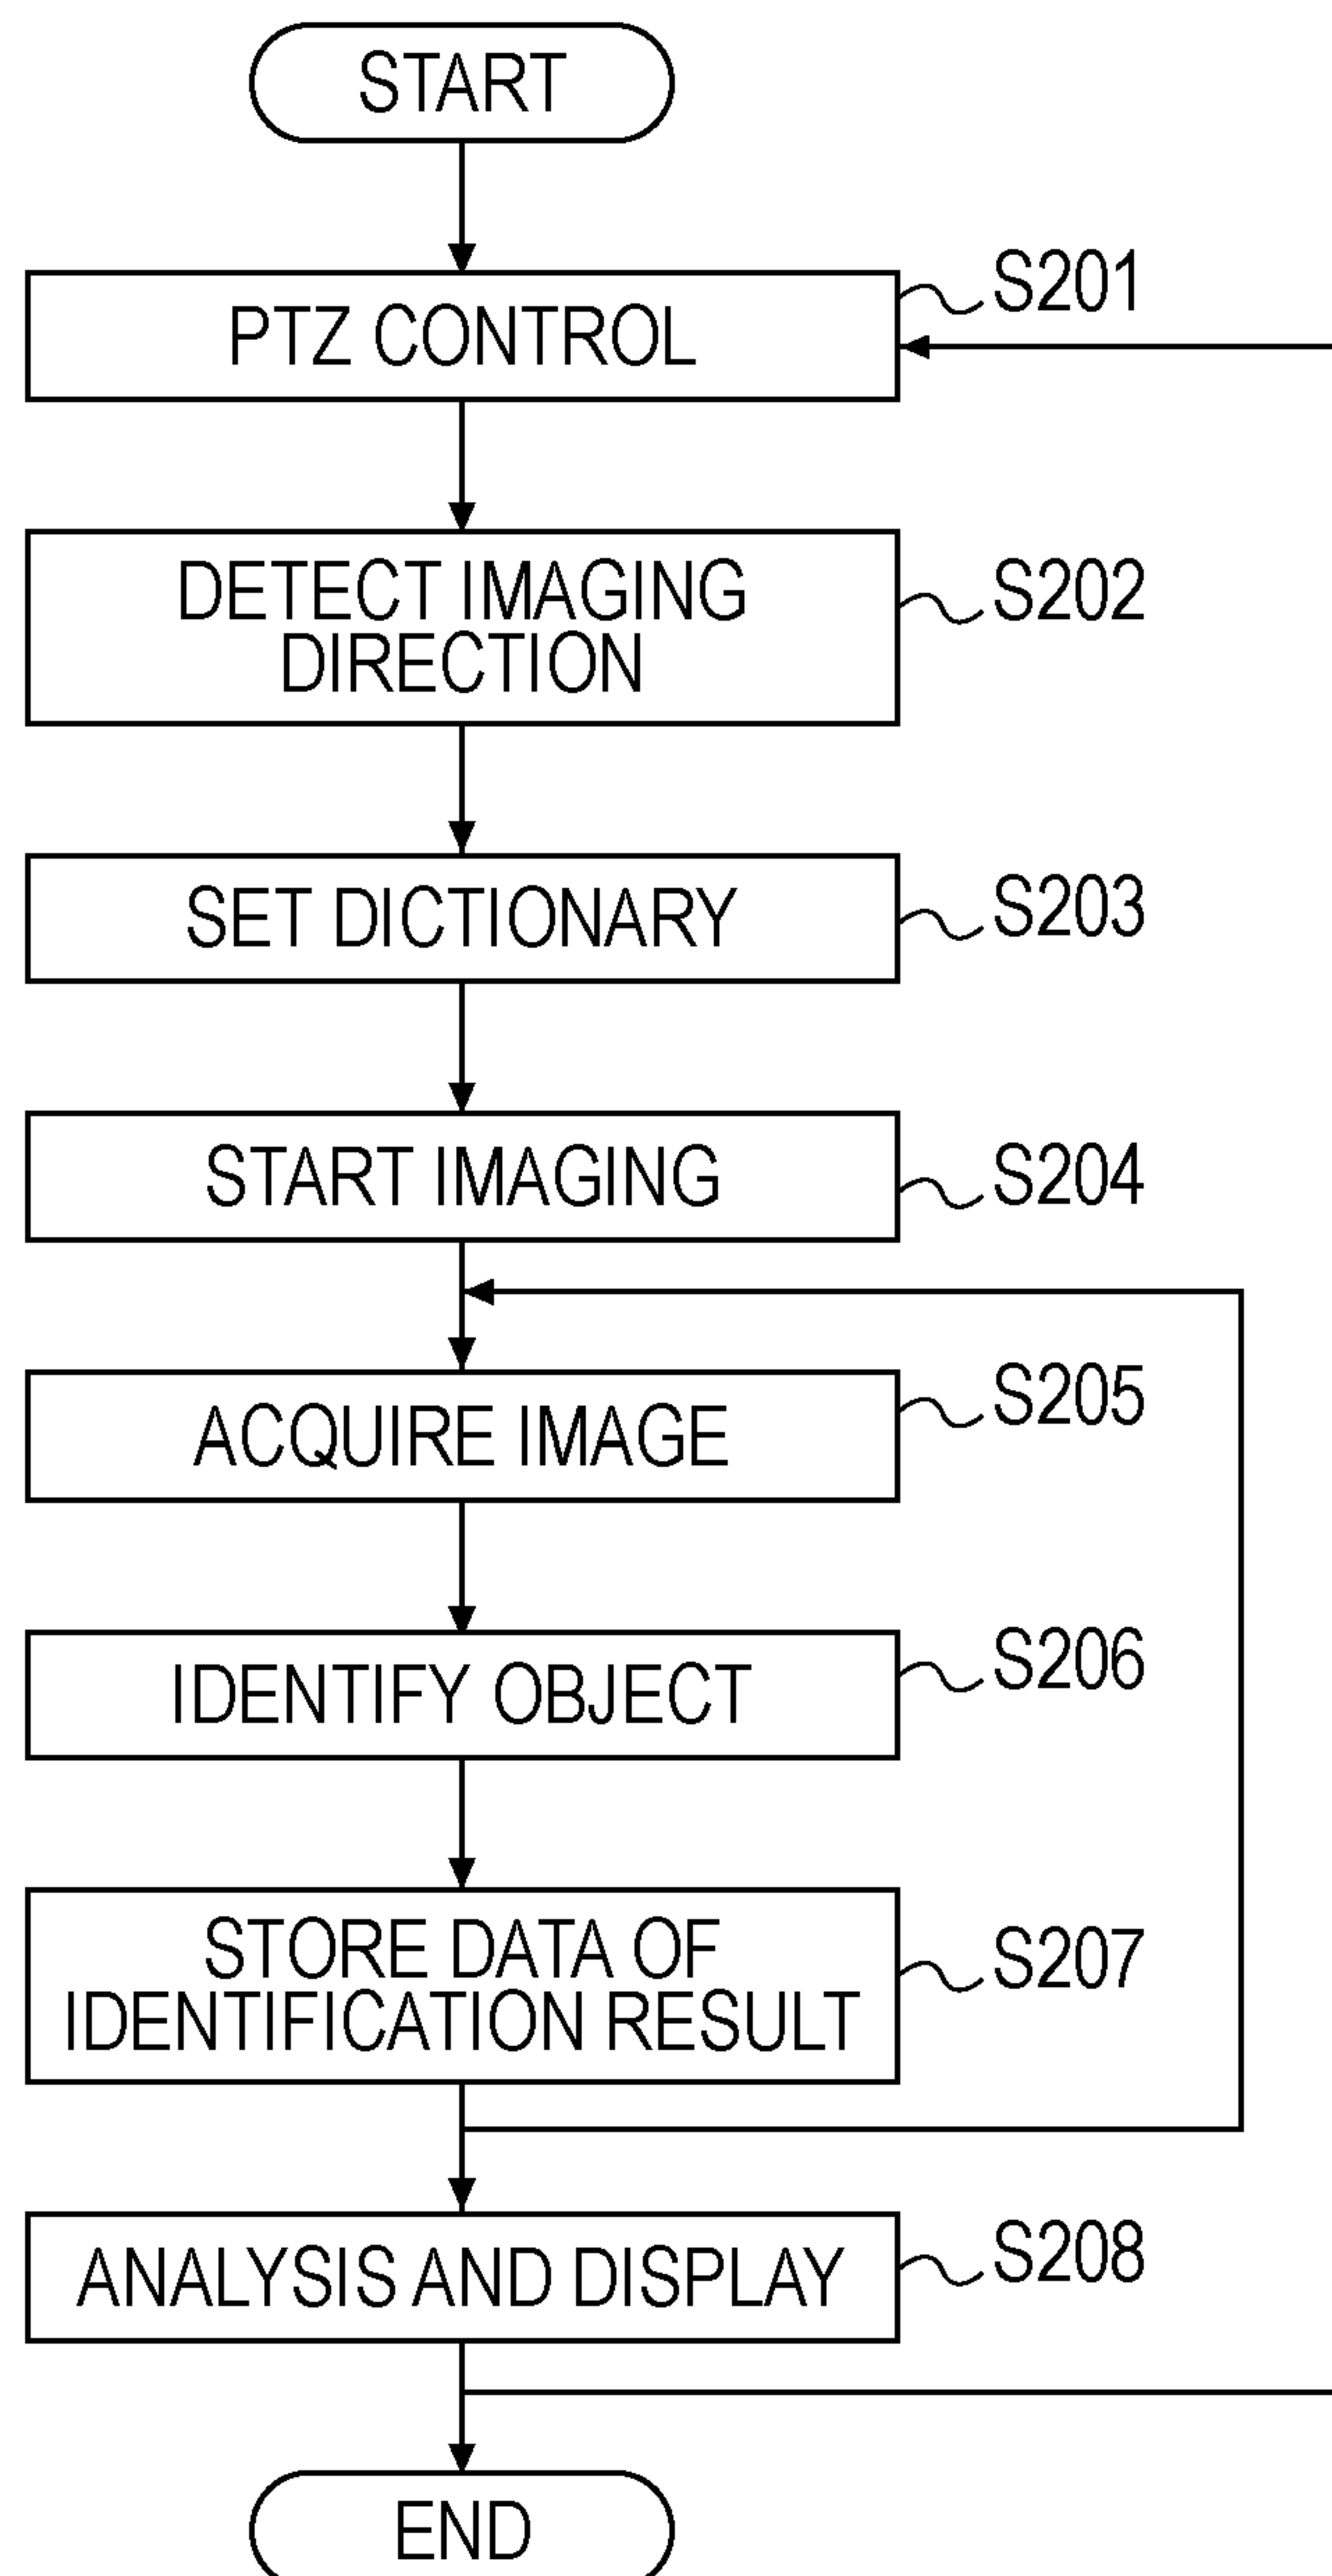 START
PTZ CONTROL
S201
DETECT IMAGING
DIRECTION
S202
SET DICTIONARY
S203
START IMAGING
S204
ACQUIRE IMAGE
S205
IDENTIFY OBJECT
S206
STORE DATA OF
IDENTIFICATION RESULT
S207
ANALYSIS AND DISPLAY
S208
END